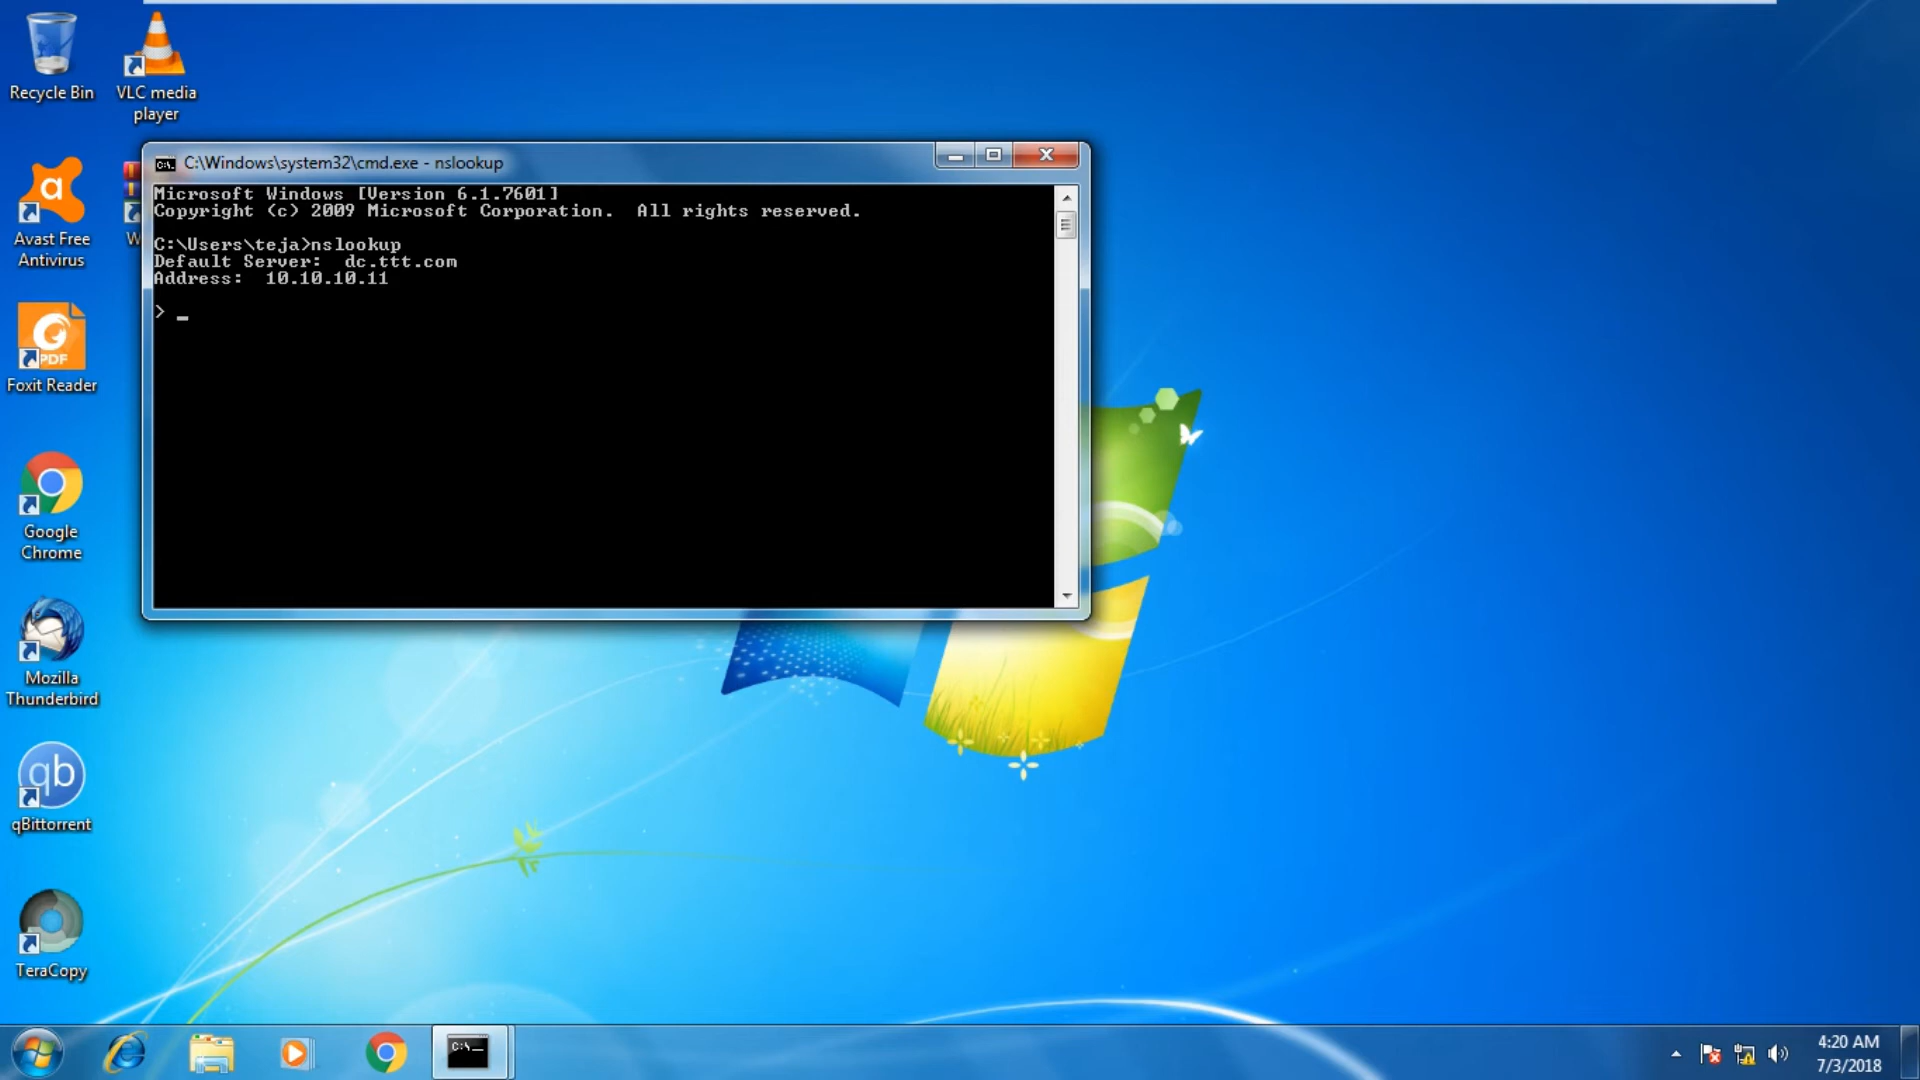 Recycle Bin
VLC media
player
Avast Free
Antivirus
Foxit Reader
PDF
Google
Chrome
Mozilla
Thunderbird
qb
qBittorrent
TeraCopy
C:\Windows\system32\cmd.exe - nslookup
Microsoft Windows [Version 6.1.7601]
Copyright (c) 2009 Microsoft Corporation.  All rights reserved.
C:\Users\teja>nslookup
Default Server:  dc.ttt.com
Address:  10.10.10.11
> _
4:20 AM
7/3/2018